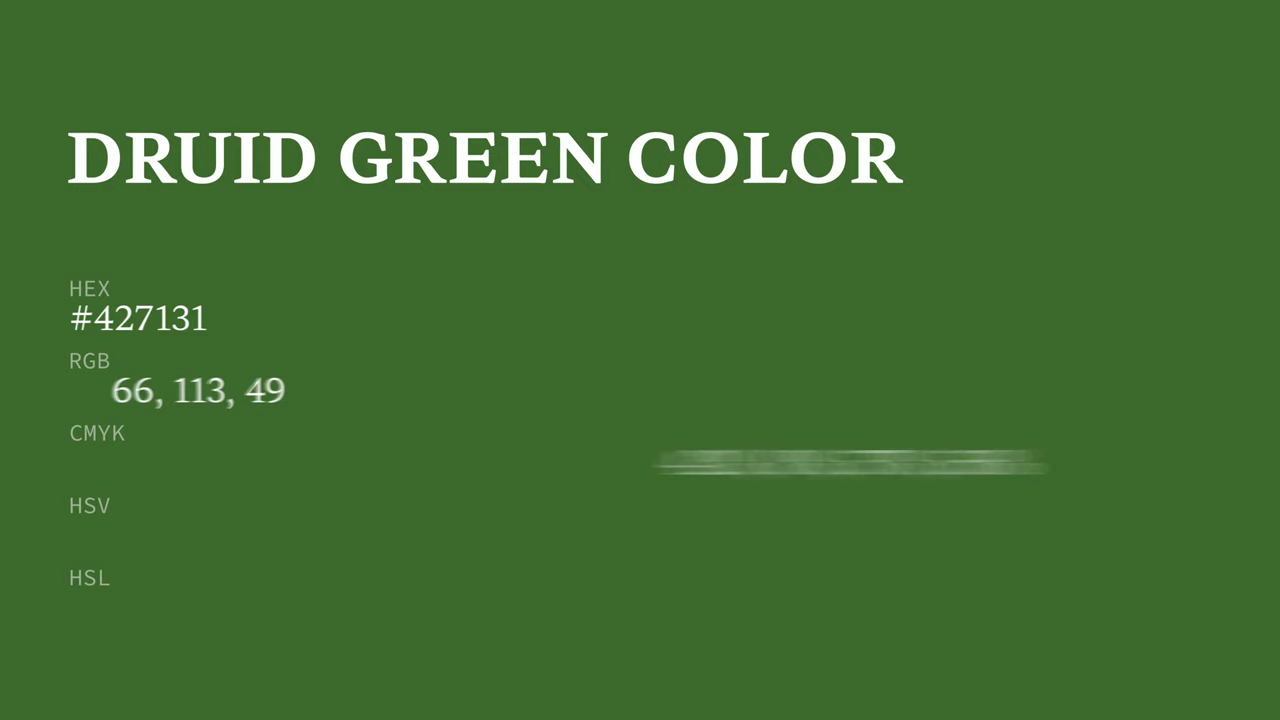 DRUID GREEN COLOR
HEX
#427131
RGB
66, 113, 49
CMYK
HSV
HSL